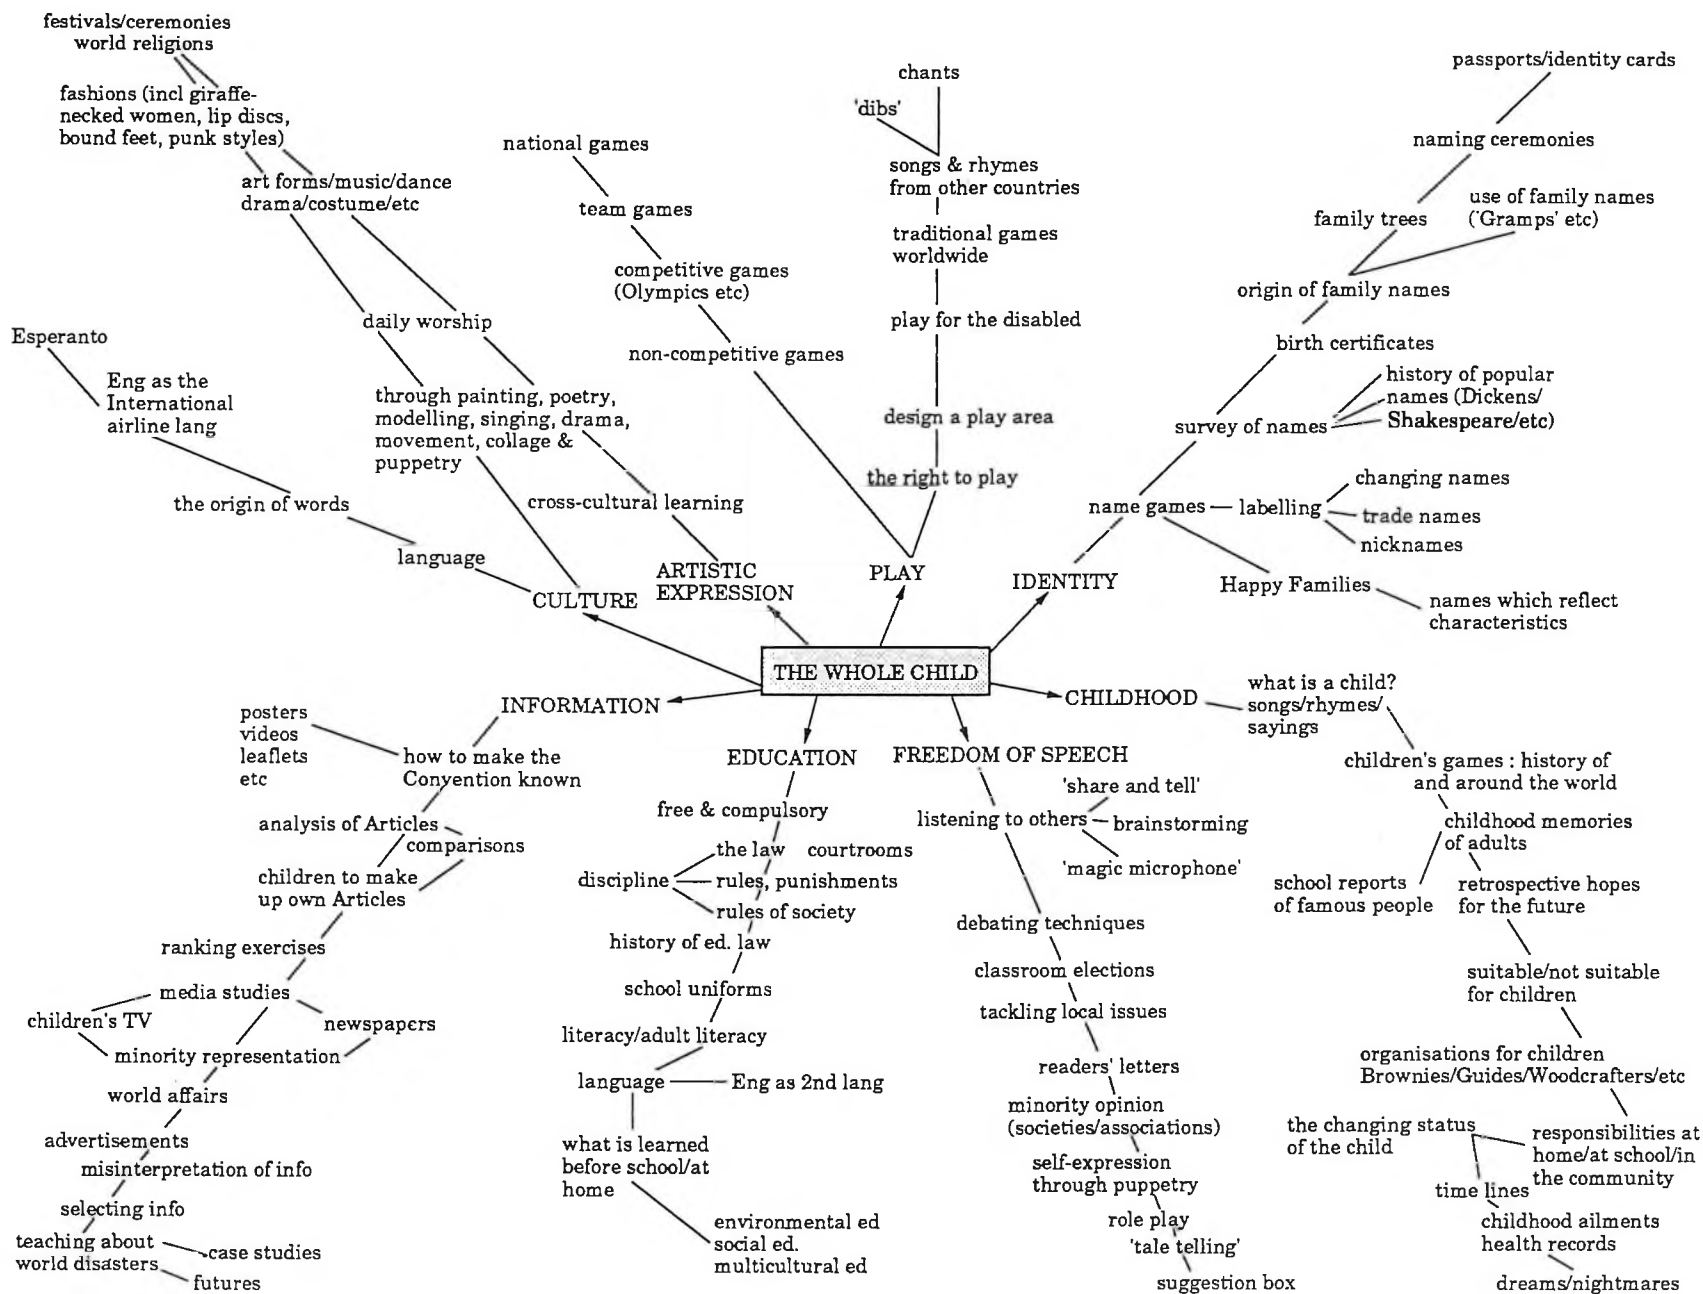 festivals/ceremonies
world religions
fashions (incl giraffe-
necked women, lip discs,
bound feet, punk styles)
art forms/music/dance
drama/costume/etc
daily worship
through painting, poetry,
modelling, singing, drama,
movement, collage &
puppetry
cross-cultural learning
ARTISTIC
EXPRESSION
Esperanto
Eng as the
International
airline lang
the origin of words
language
CULTURE
national games
team games
competitive games
(Olympics etc)
non-competitive games
chants
'dibs'
songs & rhymes
from other countries
traditional games
worldwide
play for the disabled
design a play area
the right to play
PLAY
passports/identity cards
naming ceremonies
family trees
use of family names
('Gramps' etc)
origin of family names
birth certificates
history of popular
names (Dickens/
Shakespeare/etc)
survey of names
changing names
name games
labelling
trade names
nicknames
IDENTITY
Happy Families
names which reflect
characteristics
THE WHOLE CHILD
INFORMATION
posters
videos
leaflets
etc
how to make the
Convention known
analysis of Articles
comparisons
children to make
up own Articles
ranking exercises
media studies
children's TV
newspapers
minority representation
world affairs
advertisements
misinterpretation of info
selecting info
teaching about
world disasters
case studies
futures
EDUCATION
free & compulsory
the law courtrooms
discipline
rules, punishments
rules of society
history of ed. law
school uniforms
literacy/adult literacy
language
Eng as 2nd lang
what is learned
before school/at
home
environmental ed
social ed.
multicultural ed
FREEDOM OF SPEECH
'share and tell'
listening to others
brainstorming
'magic microphone'
debating techniques
classroom elections
tackling local issues
readers' letters
minority opinion
(societies/associations)
self-expression
through puppetry
role play
'tale telling'
suggestion box
CHILDHOOD
what is a child?
songs/rhymes/
sayings
children's games : history of
and around the world
childhood memories
of adults
school reports
of famous people
retrospective hopes
for the future
suitable/not suitable
for children
organisations for children
Brownies/Guides/Woodcrafters/etc
the changing status
of the child
responsibilities at
home/at school/in
the community
time lines
childhood ailments
health records
dreams/nightmares